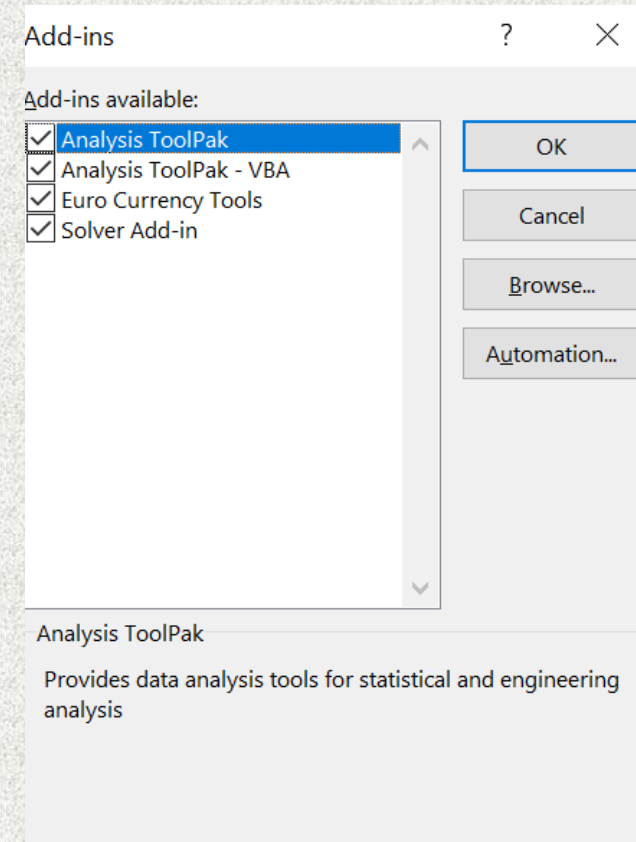 Add-ins ?
Add-ins available:
Analysis ToolPak
Analysis ToolPak - VBA
Euro Currency Tools
Solver Add-in
OK
Cancel
Browse...
Automation...
Analysis ToolPak
Provides data analysis tools for statistical and engineering
analysis